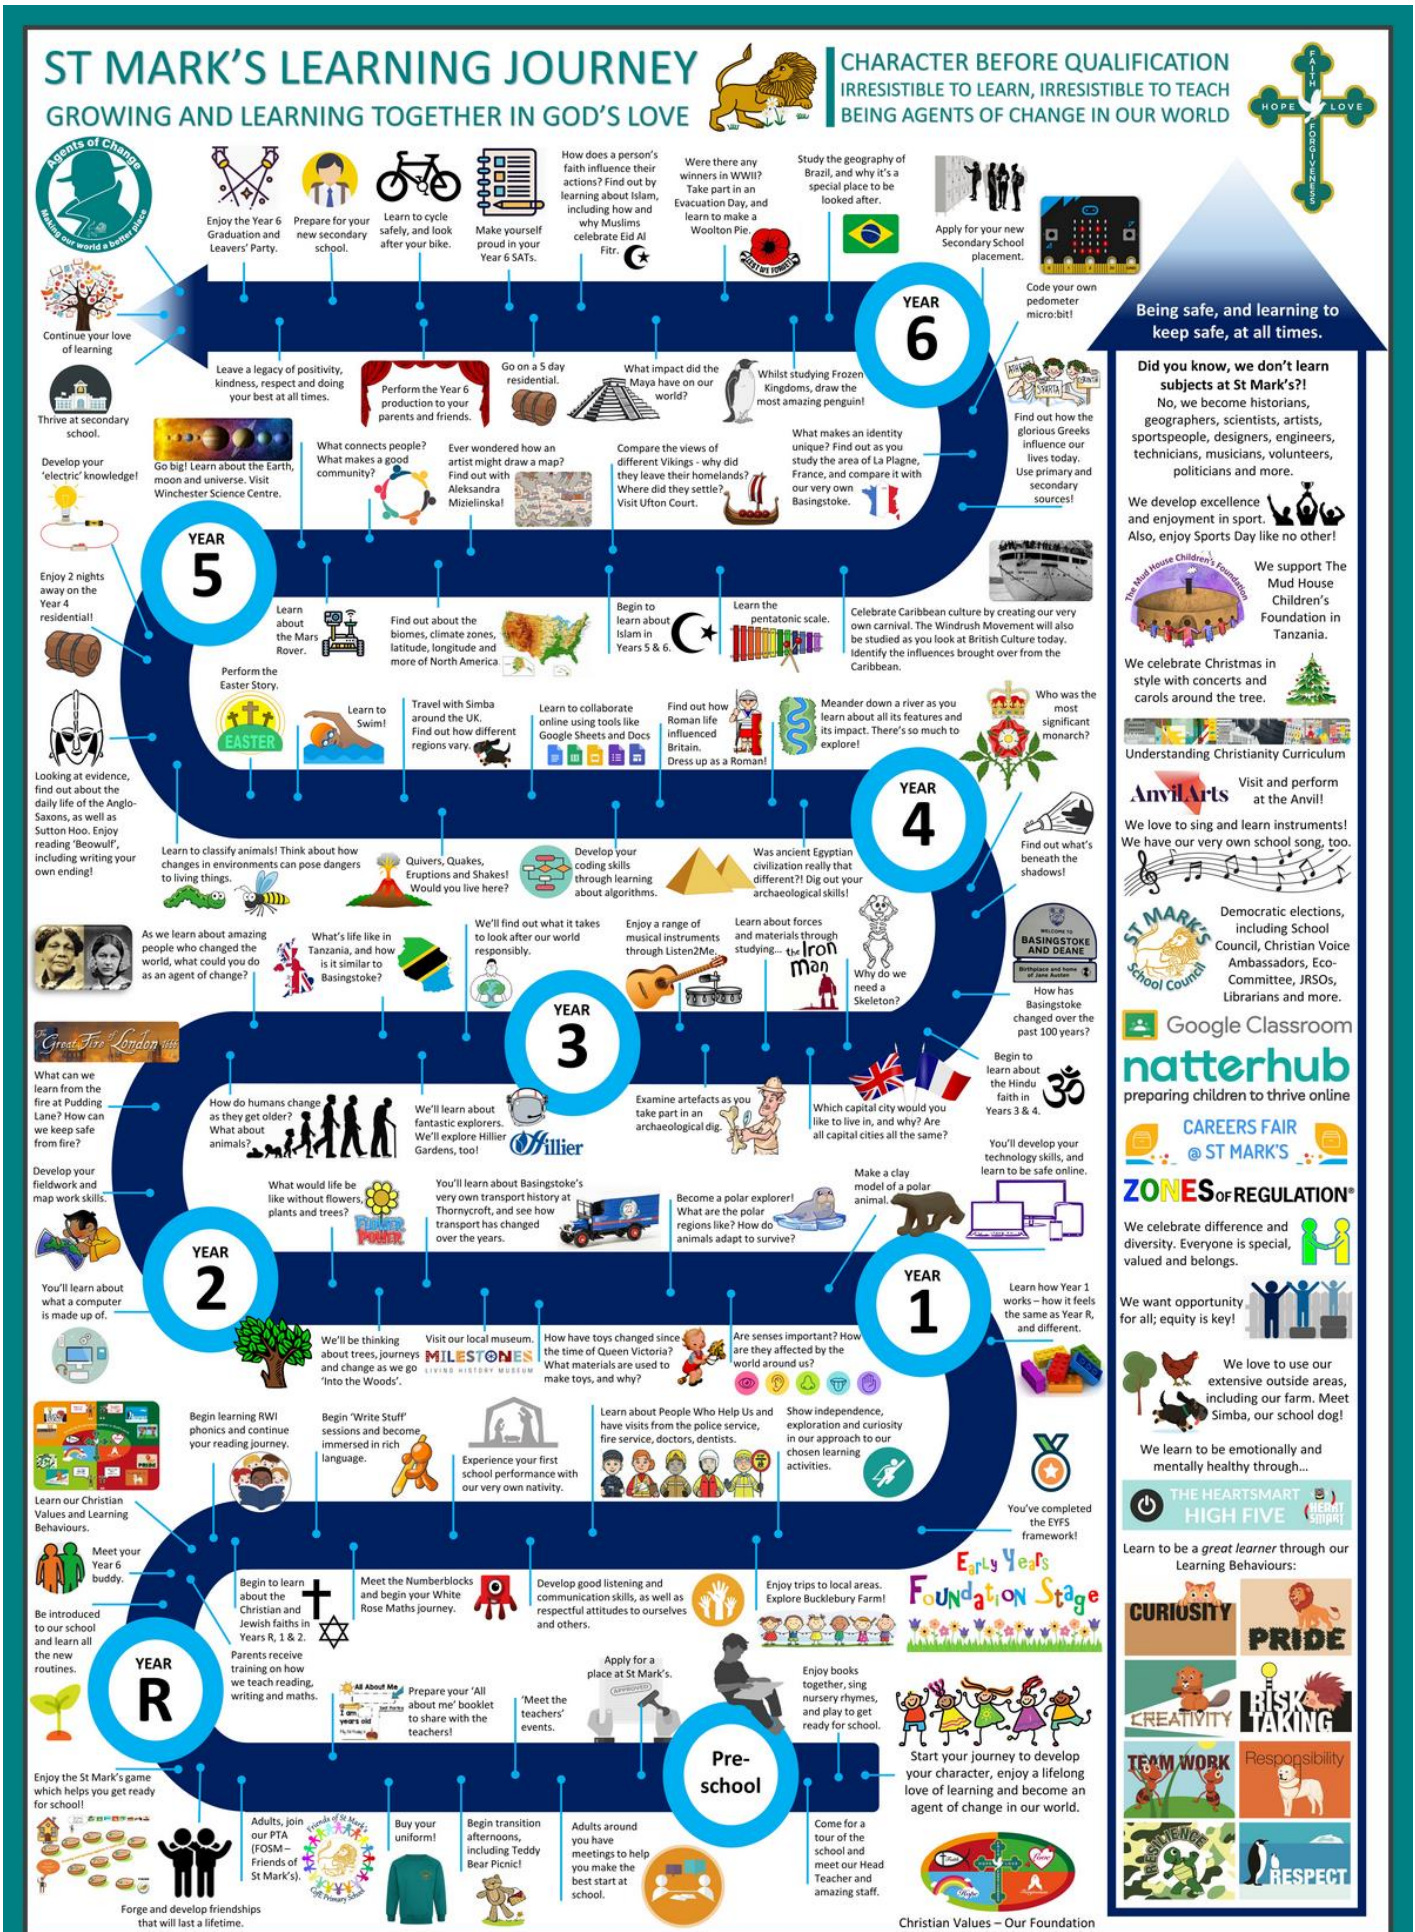 ST MARK'S LEARNING JOURNEY
GROWING AND LEARNING TOGETHER IN GOD'S LOVE
CHARACTER BEFORE QUALIFICATION
IRRESISTIBLE TO LEARN, IRRESISTIBLE TO TEACH
BEING AGENTS OF CHANGE IN OUR WORLD
FAITH
HOPE
LOVE
FORGIVENESS
Agents of Change
Making our world a better place
Enjoy the Year 6
Graduation and
Leavers' Party.
Prepare for your
new secondary
school.
Learn to cycle
safely, and look
after your bike.
Make yourself
proud in your
Year 6 SATs.
How does a person's
faith influence their
actions? Find out by
learning about Islam,
including how and
why Muslims
celebrate Eid Al
Fitr.
Were there any
winners in WWII?
Take part in an
Evacuation Day, and
learn to make a
Woolton Pie.
LEST WE FORGET
Study the geography of
Brazil, and why it's a
special place to be
looked after.
Apply for your new
Secondary School
placement.
Code your own
pedometer
micro:bit!
Continue your love
of learning
Thrive at secondary
school.
YEAR
6
Leave a legacy of positivity,
kindness, respect and doing
your best at all times.
Perform the Year 6
production to your
parents and friends.
Go on a 5 day
residential.
What impact did the
Maya have on our
world?
Whilst studying Frozen
Kingdoms, draw the
most amazing penguin!
SPARTA
Find out how the
glorious Greeks
influence our
lives today.
Use primary and
secondary
sources!
Develop your
'electric' knowledge!
Go big! Learn about the Earth,
moon and universe. Visit
Winchester Science Centre.
What connects people?
What makes a good
community?
Ever wondered how an
artist might draw a map?
Find out with
Aleksandra
Mizielinska!
Compare the views of
different Vikings - why did
they leave their homelands?
Where did they settle?
Visit Ufton Court.
What makes an identity
unique? Find out as you
study the area of La Plagne,
France, and compare it with
our very own
Basingstoke.
YEAR
5
Enjoy 2 nights
away on the
Year 4
residential!
Learn
about
the Mars
Rover.
Find out about the
biomes, climate zones,
latitude, longitude and
more of North America.
Begin to
learn about
Islam in
Years 5 & 6.
Learn the
pentatonic scale.
Celebrate Caribbean culture by creating our very
own carnival. The Windrush Movement will also
be studied as you look at British Culture today.
Identify the influences brought over from the
Caribbean.
Perform the
Easter Story.
EASTER
Learn to
Swim!
Travel with Simba
around the UK.
Find out how different
regions vary.
Learn to collaborate
online using tools like
Google Sheets and Docs
Find out how
Roman life
influenced
Britain.
Dress up as a Roman!
Meander down a river as you
learn about all its features and
its impact. There's so much to
explore!
Who was the
most
significant
monarch?
Looking at evidence,
find out about the
daily life of the Anglo-
Saxons, as well as
Sutton Hoo. Enjoy
reading 'Beowulf',
including writing your
own ending!
YEAR
4
Learn to classify animals! Think about how
changes in environments can pose dangers
to living things.
Quivers, Quakes,
Eruptions and Shakes!
Would you live here?
Develop your
coding skills
through learning
about algorithms.
Was ancient Egyptian
civilization really that
different?! Dig out your
archaeological skills!
Find out what's
beneath the
shadows!
As we learn about amazing
people who changed the
world, what could you do
as an agent of change?
What's life like in
Tanzania, and how
is it similar to
Basingstoke?
We'll find out what it takes
to look after our world
responsibly.
Enjoy a range of
musical instruments
through Listen2Me.
Learn about forces
and materials through
studying... the Iron
man
Why do we
need a
Skeleton?
WELCOME TO
BASINGSTOKE
AND DEANE
Birthplace and home
of Jane Austen
How has
Basingstoke
changed over the
past 100 years?
YEAR
3
The Great Fire of London 1666
What can we
learn from the
fire at Pudding
Lane? How can
we keep safe
from fire?
How do humans change
as they get older?
What about
animals?
We'll learn about
fantastic explorers.
We'll explore Hillier
Gardens, too!
Hillier
Examine artefacts as you
take part in an
archaeological dig.
Which capital city would you
like to live in, and why? Are
all capital cities all the same?
Begin to
learn about
the Hindu
faith in
Years 3 & 4.
ॐ
Develop your
fieldwork and
map work skills.
What would life be
like without flowers,
plants and trees?
FLOWER
POWER
You'll learn about Basingstoke's
very own transport history at
Thornycroft, and see how
transport has changed
over the years.
Become a polar explorer!
What are the polar
regions like? How do
animals adapt to survive?
Make a clay
model of a polar
animal.
You'll develop your
technology skills, and
learn to be safe online.
YEAR
2
YEAR
1
You'll learn about
what a computer
is made up of.
We'll be thinking
about trees, journeys
and change as we go
'Into the Woods'.
Visit our local museum.
MILESTONES
LIVING HISTORY MUSEUM
How have toys changed since
the time of Queen Victoria?
What materials are used to
make toys, and why?
Are senses important? How
are they affected by the
world around us?
Learn how Year 1
works – how it feels
the same as Year R,
and different.
Learn our Christian
Values and Learning
Behaviours.
Begin learning RWI
phonics and continue
your reading journey.
Begin 'Write Stuff'
sessions and become
immersed in rich
language.
Experience your first
school performance with
our very own nativity.
Learn about People Who Help Us and
have visits from the police service,
fire service, doctors, dentists.
Show independence,
exploration and curiosity
in our approach to our
chosen learning
activities.
You've completed
the EYFS
framework!
Early Years
Foundation Stage
Meet your
Year 6
buddy.
Be introduced
to our school
and learn all
the new
routines.
Begin to learn
about the
Christian and
Jewish faiths in
Years R, 1 & 2.
Meet the Numberblocks
and begin your White
Rose Maths journey.
Develop good listening and
communication skills, as well as
respectful attitudes to ourselves
and others.
Enjoy trips to local areas.
Explore Bucklebury Farm!
YEAR
R
Parents receive
training on how
we teach reading,
writing and maths.
All About Me
I am
years old
Prepare your 'All
about me' booklet
to share with the
teachers!
'Meet the
teachers'
events.
Apply for a
place at St Mark's.
APPROVED
Enjoy books
together, sing
nursery rhymes,
and play to get
ready for school.
Pre-
school
Start your journey to develop
your character, enjoy a lifelong
love of learning and become an
agent of change in our world.
Enjoy the St Mark's game
which helps you get ready
for school!
Forge and develop friendships
that will last a lifetime.
Adults, join
our PTA
(FOSM –
Friends of
St Mark's).
Friends of St Mark's
CofE Primary School
Buy your
uniform!
Begin transition
afternoons,
including Teddy
Bear Picnic!
Adults around
you have
meetings to help
you make the
best start at
school.
Come for a
tour of the
school and
meet our Head
Teacher and
amazing staff.
Faith
Love
Hope
Forgiveness
Christian Values – Our Foundation
Being safe, and learning to
keep safe, at all times.
Did you know, we don't learn
subjects at St Mark's?!
No, we become historians,
geographers, scientists, artists,
sportspeople, designers, engineers,
technicians, musicians, volunteers,
politicians and more.
We develop excellence
and enjoyment in sport.
Also, enjoy Sports Day like no other!
The Mud House Children's Foundation
We support The
Mud House
Children's
Foundation in
Tanzania.
We celebrate Christmas in
style with concerts and
carols around the tree.
Understanding Christianity Curriculum
AnvilArts
Visit and perform
at the Anvil!
We love to sing and learn instruments!
We have our very own school song, too.
ST MARK'S
School Council
Democratic elections,
including School
Council, Christian Voice
Ambassadors, Eco-
Committee, JRSOs,
Librarians and more.
Google Classroom
natterhub
preparing children to thrive online
CAREERS FAIR
@ ST MARK'S
ZONES OF REGULATION®
We celebrate difference and
diversity. Everyone is special,
valued and belongs.
We want opportunity
for all; equity is key!
We love to use our
extensive outside areas,
including our farm. Meet
Simba, our school dog!
We learn to be emotionally and
mentally healthy through...
THE HEARTSMART
HIGH FIVE
HEART
SMART
Learn to be a great learner through our
Learning Behaviours:
CURIOSITY
PRIDE
CREATIVITY
RISK
TAKING
TEAM WORK
Responsibility
RESILIENCE
RESPECT